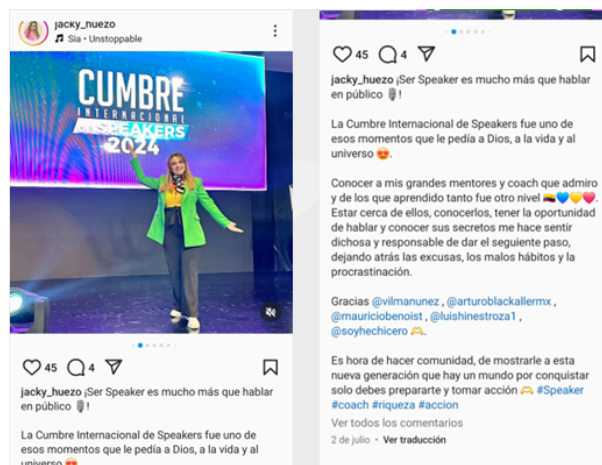 jacky_huezo
Sia • Unstoppable
CUMBRE
INTERNACIONAL
DE SPEAKERS
2024
45 4
jacky_huezo ¡Ser Speaker es mucho más que hablar
en público 🎙️!
La Cumbre Internacional de Speakers fue uno de
esos momentos que le pedía a Dios, a la vida y al
universo 😍
45 4
jacky_huezo ¡Ser Speaker es mucho más que hablar
en público 🎙️!
La Cumbre Internacional de Speakers fue uno de
esos momentos que le pedía a Dios, a la vida y al
universo 😍.
Conocer a mis grandes mentores y coach que admiro
y de los que aprendido tanto fue otro nivel 🇨🇴💙💛💖.
Estar cerca de ellos, conocerlos, tener la oportunidad
de hablar y conocer sus secretos me hace sentir
dichosa y responsable de dar el seguiente paso,
dejando atrás las excusas, los malos hábitos y la
procrastinación.
Gracias @vilmanunez , @arturoblackallermx ,
@mauriciobenoist , @luishinestroza1 ,
@soyhechicero 🫶.
Es hora de hacer comunidad, de mostrarle a esta
nueva generación que hay un mundo por conquistar
solo debes prepararte y tomar acción 🫶 #Speaker
#coach #riqueza #accion
Ver todos los comentarios
2 de julio • Ver traducción